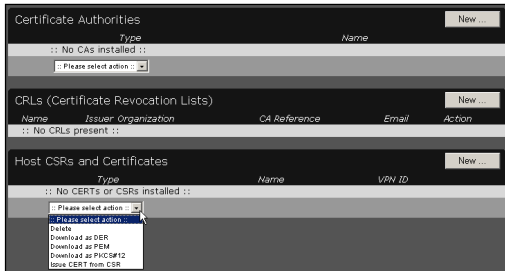 Certificate Authorities
New ...
Type Name
:: No CAs installed ::
:: Please select action ::
CRLs (Certificate Revocation Lists)
New ...
Name Issuer Organization CA Reference Email Action
:: No CRLs present ::
Host CSRs and Certificates
New ...
Type Name VPN ID
:: No CERTs or CSRs installed ::
:: Please select action ::
:: Please select action ::
Delete
Download as DER
Download as PEM
Download as PKCS#12
Issue CERT from CSR